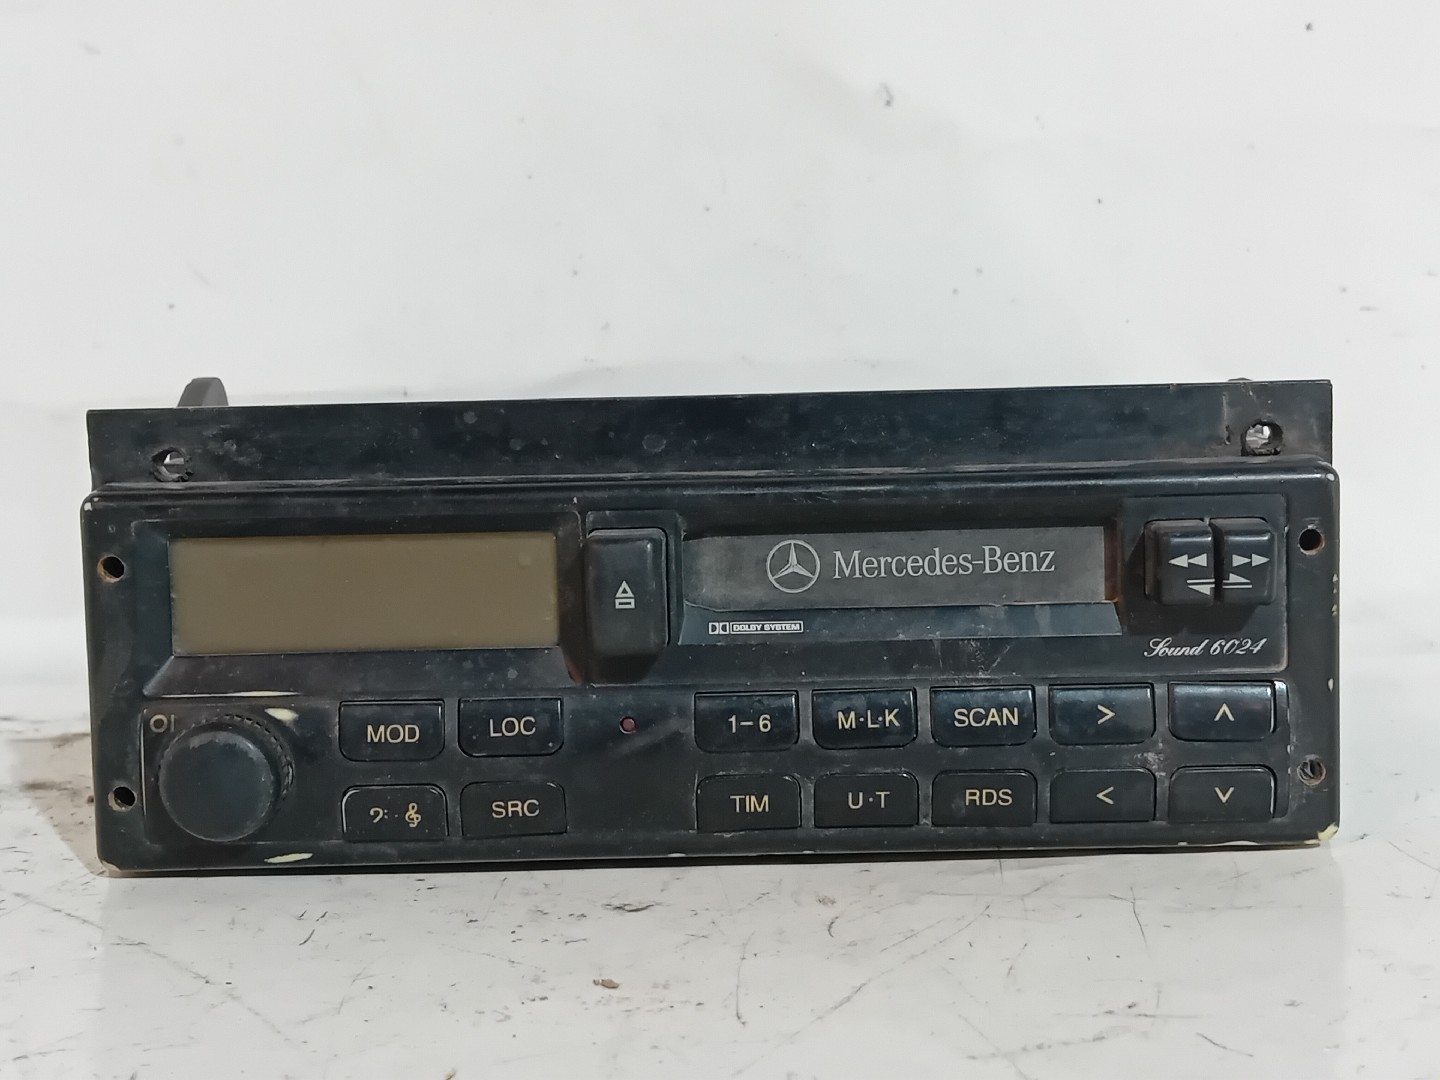 Mercedes-Benz
DOLBY SYSTEM
Sound 6024
MOD LOC 1-6 M·L·K SCAN > ∧
SRC TIM U·T RDS < ∨